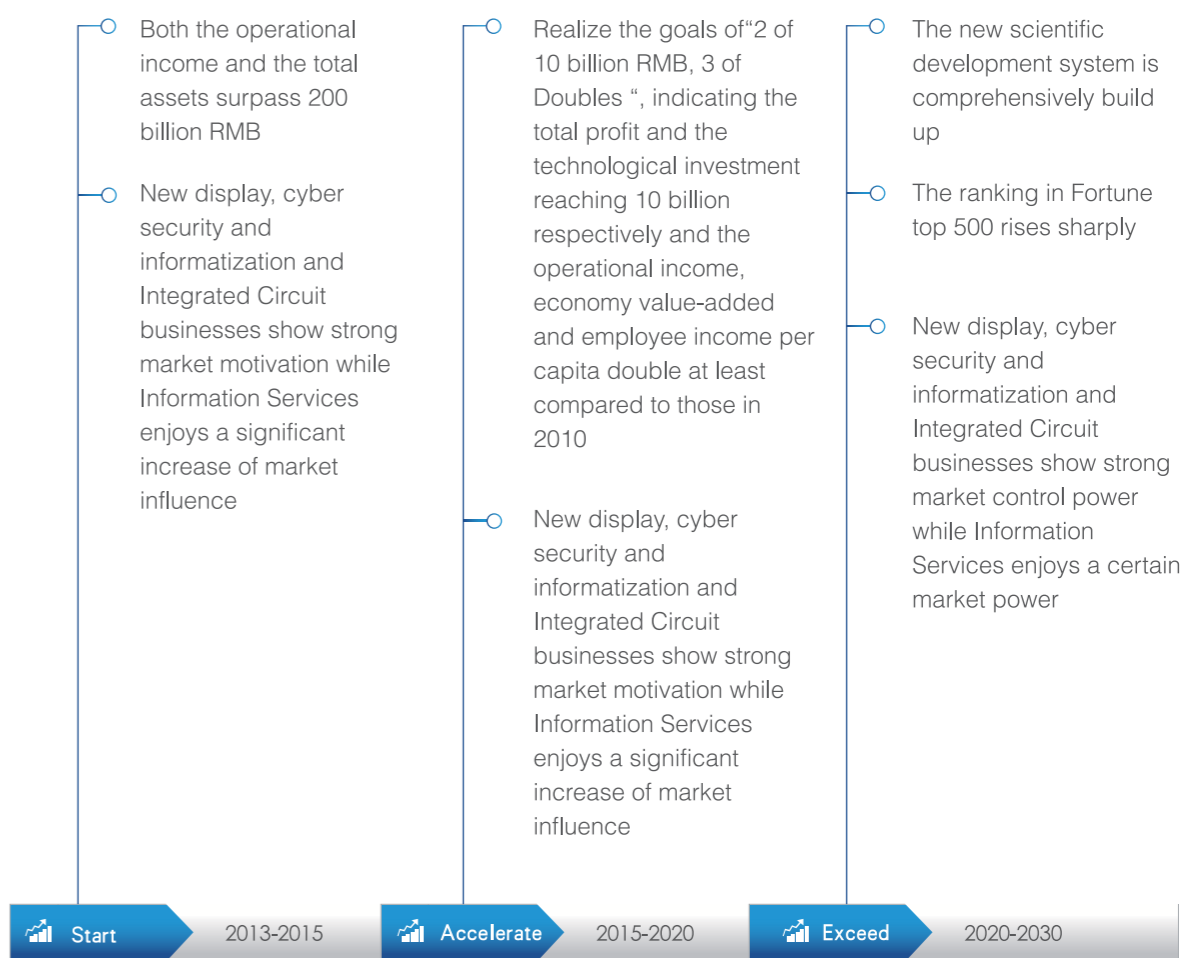 Both the operational
income and the total
assets surpass 200
billion RMB
New display, cyber
security and
informatization and
Integrated Circuit
businesses show strong
market motivation while
Information Services
enjoys a significant
increase of market
influence
Realize the goals of“2 of
10 billion RMB, 3 of
Doubles “, indicating the
total profit and the
technological investment
reaching 10 billion
respectively and the
operational income,
economy value-added
and employee income per
capita double at least
compared to those in
2010
New display, cyber
security and
informatization and
Integrated Circuit
businesses show strong
market motivation while
Information Services
enjoys a significant
increase of market
influence
The new scientific
development system is
comprehensively build
up
The ranking in Fortune
top 500 rises sharply
New display, cyber
security and
informatization and
Integrated Circuit
businesses show strong
market control power
while Information
Services enjoys a certain
market power
Start 2013-2015 Accelerate 2015-2020 Exceed 2020-2030